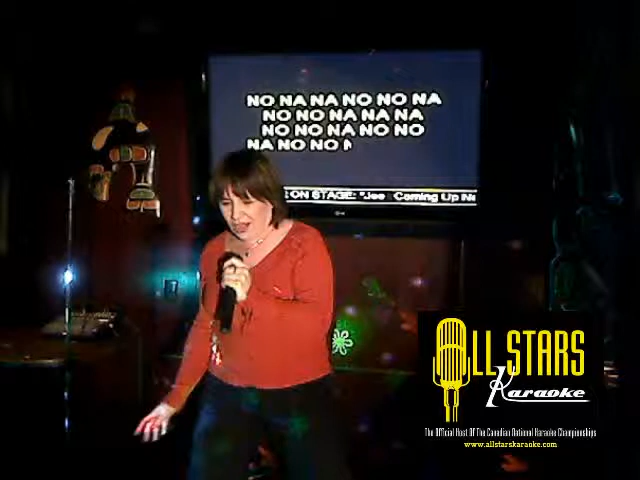 NO NA NA NO NO NA
NO NO NA NA NA
NO NO NA NO NO
NA NO NO N
ON STAGE: "Joe Coming Up Ne
ALL STARS
Karaoke
The Official Host Of The Canadian National Karaoke Championships
www.allstarskaraoke.com